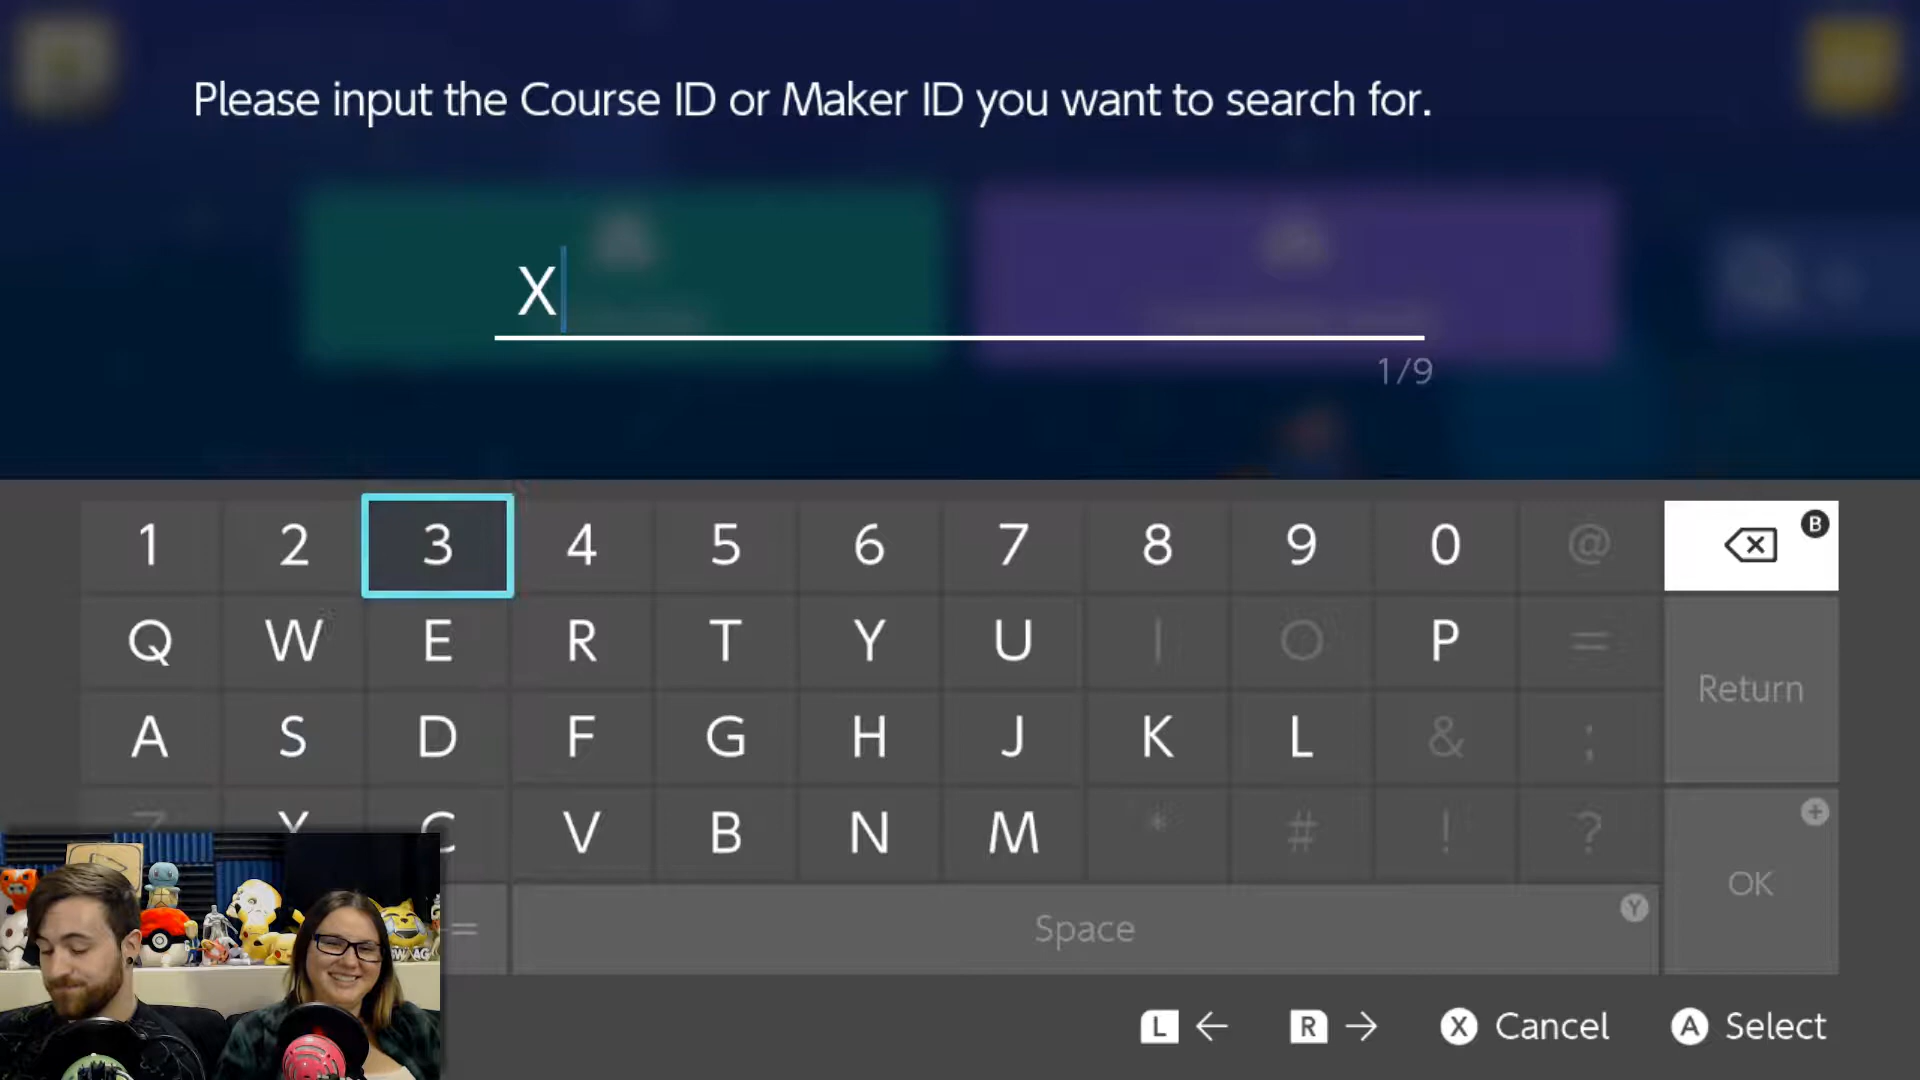 Please input the Course ID or Maker ID you want to search for.
X
1/9
1 2 3 4 5 6 7 8 9 0 @ B
Q W E R T Y U I O P =
Return
A S D F G H J K L & ;
Z X C V B N M * # ! ? +
OK
= Space Y
L ← R → X Cancel A Select